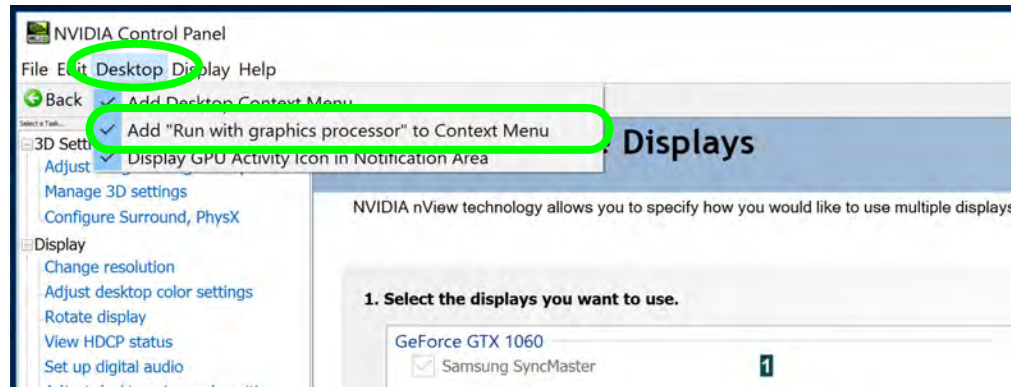 NVIDIA Control Panel
File Edit Desktop Display Help
Back
Add Desktop Context Menu
Select a Task...
Add "Run with graphics processor" to Context Menu
Displays
3D
Display GPU Activity Icon in Notification Area
Adjust
Manage 3D settings
Configure Surround, PhysX
NVIDIA nView technology allows you to specify how you would like to use multiple displays
Display
Change resolution
Adjust desktop color settings
1. Select the displays you want to use.
Rotate display
View HDCP status
GeForce GTX 1060
Set up digital audio
Samsung SyncMaster
1